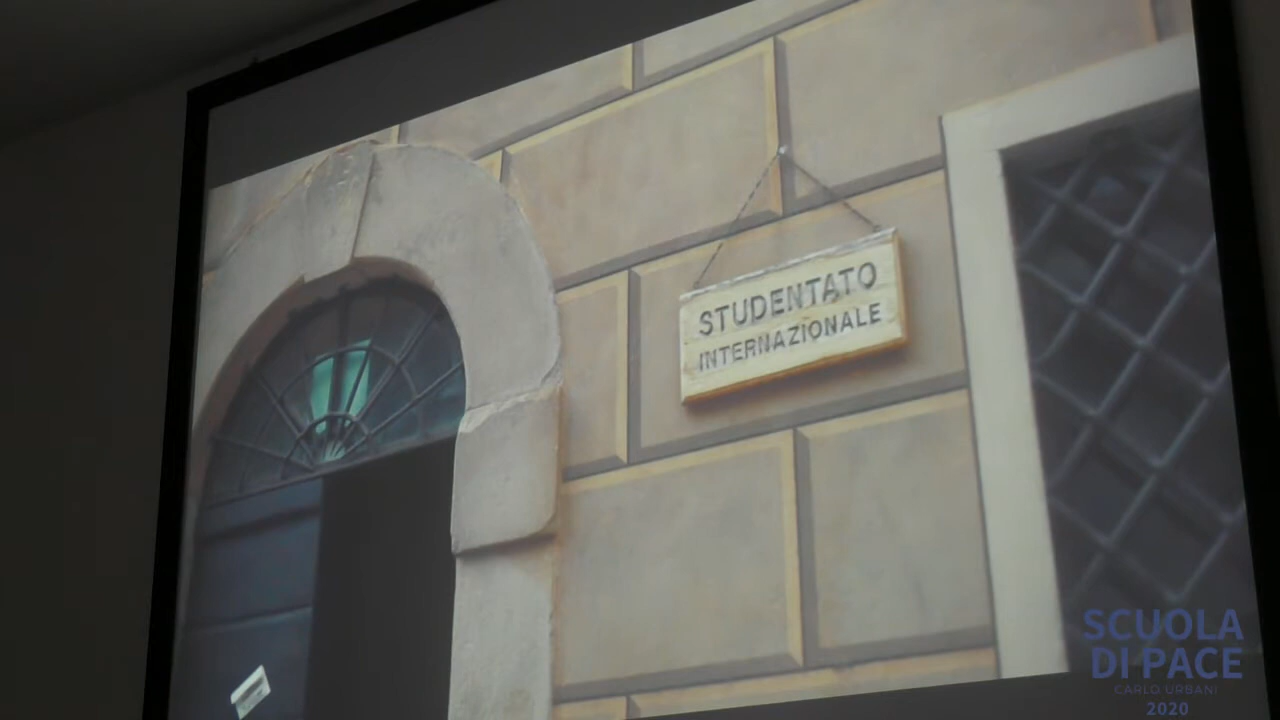 STUDENTATO
INTERNAZIONALE
SCUOLA
DI PACE
CARLO URBANI
2020